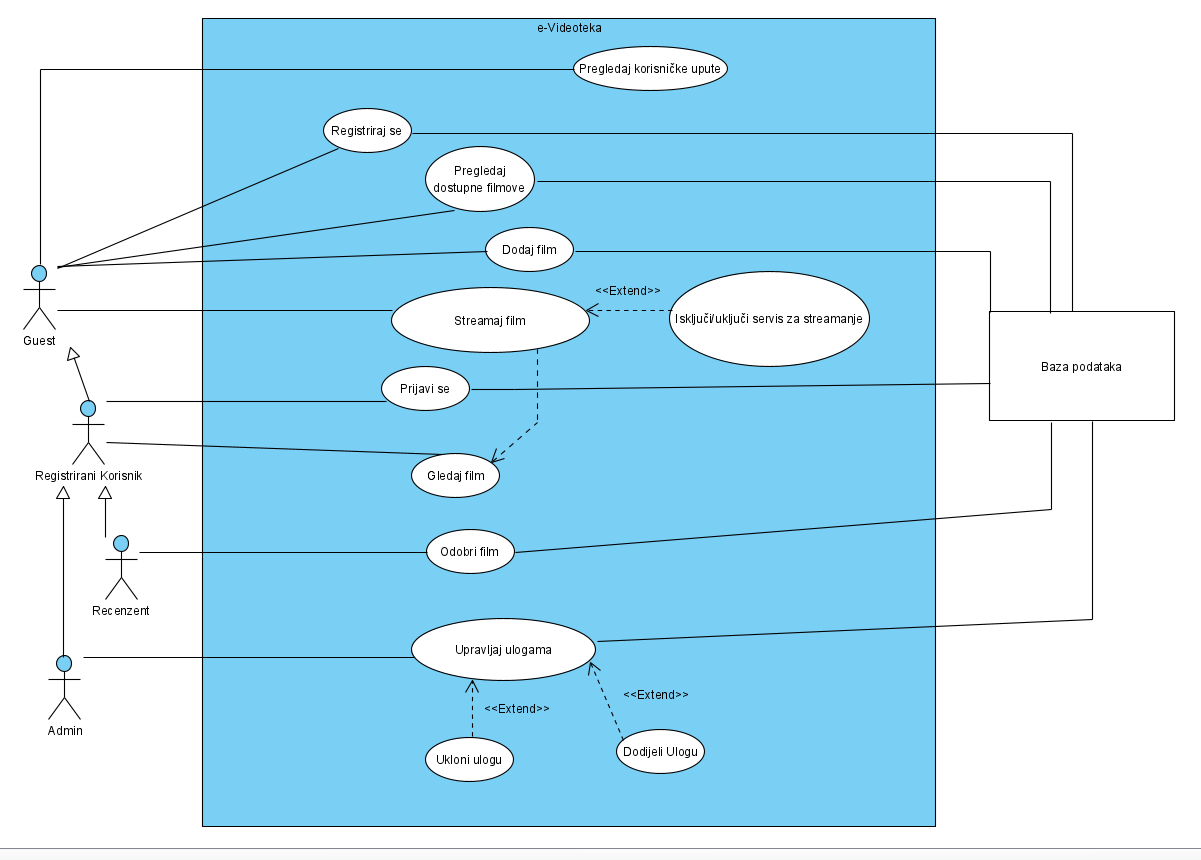 e-Videoteka
Pregledaj korisničke upute
Registriraj se
Pregledaj
dostupne filmove
Dodaj film
Guest
<<Extend>>
Streamaj film
Isključi/uključi servis za streamanje
Baza podataka
Prijavi se
Registrirani Korisnik
Gledaj film
Odobri film
Recenzent
Upravljaj ulogama
<<Extend>>
<<Extend>>
Admin
Ukloni ulogu
Dodijeli Ulogu